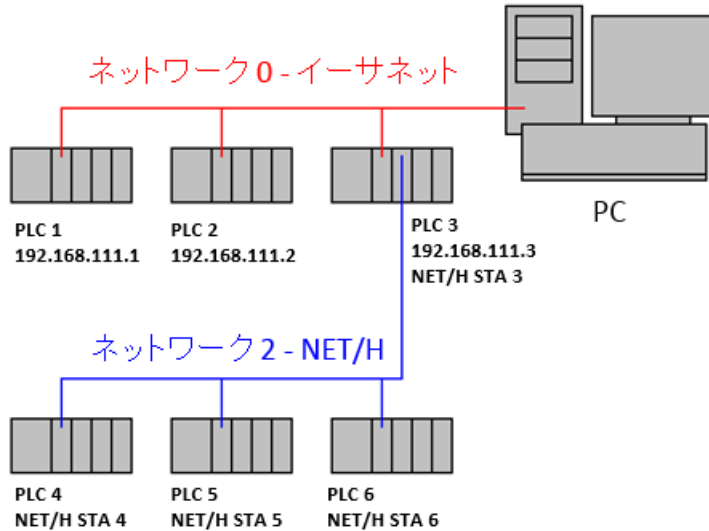 ネットワーク0 - イーサネット
PC
PLC 1
192.168.111.1
PLC 2
192.168.111.2
PLC 3
192.168.111.3
NET/H STA 3
ネットワーク2 - NET/H
PLC 4
NET/H STA 4
PLC 5
NET/H STA 5
PLC 6
NET/H STA 6